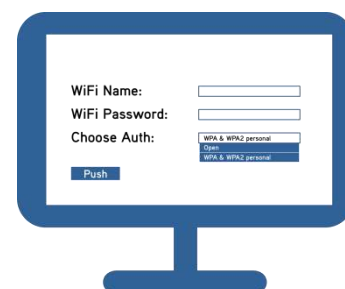 WiFi Name:
WiFi Password:
Choose Auth: WPA & WPA2 personal
Open
WPA & WPA2 personal
Push